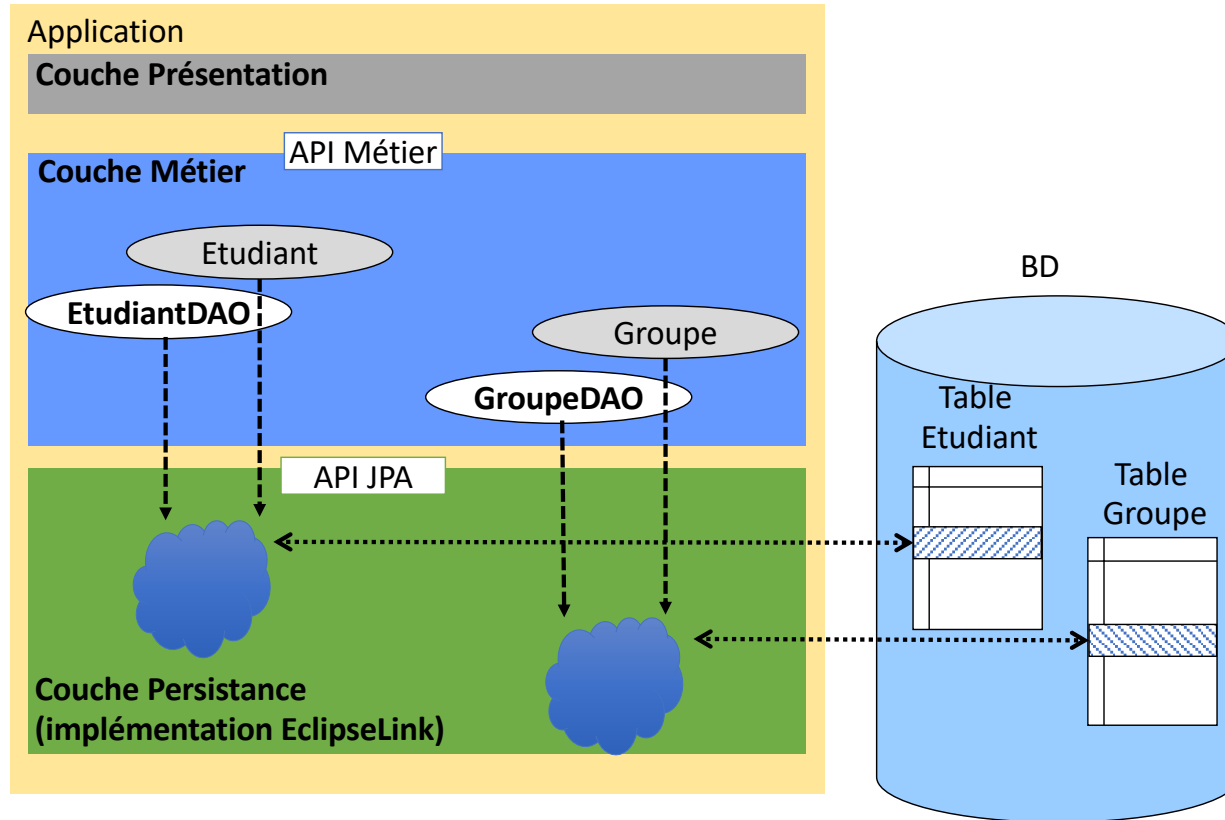 Application
Couche Présentation
API Métier
Couche Métier
Etudiant
EtudiantDAO
Groupe
GroupeDAO
API JPA
Couche Persistance
(implémentation EclipseLink)
BD
Table
Etudiant
Table
Groupe